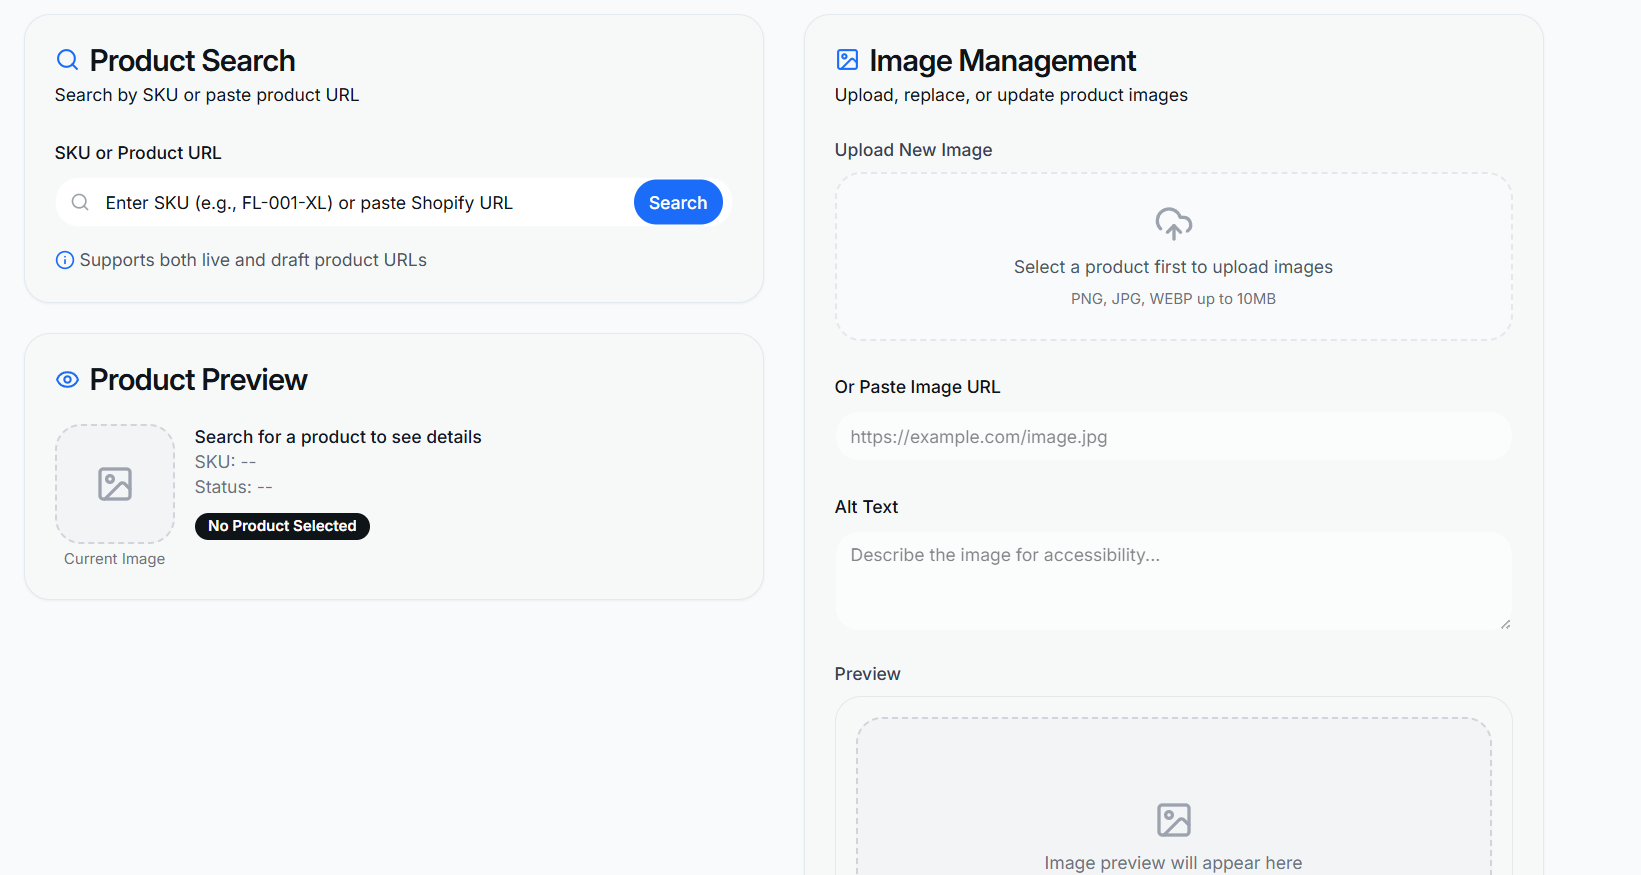 Product Search
Search by SKU or paste product URL
SKU or Product URL
Enter SKU (e.g., FL-001-XL) or paste Shopify URL
Search
Supports both live and draft product URLs
Product Preview
Search for a product to see details
SKU: --
Status: --
No Product Selected
Current Image
Image Management
Upload, replace, or update product images
Upload New Image
Select a product first to upload images
PNG, JPG, WEBP up to 10MB
Or Paste Image URL
https://example.com/image.jpg
Alt Text
Describe the image for accessibility...
Preview
Image preview will appear here